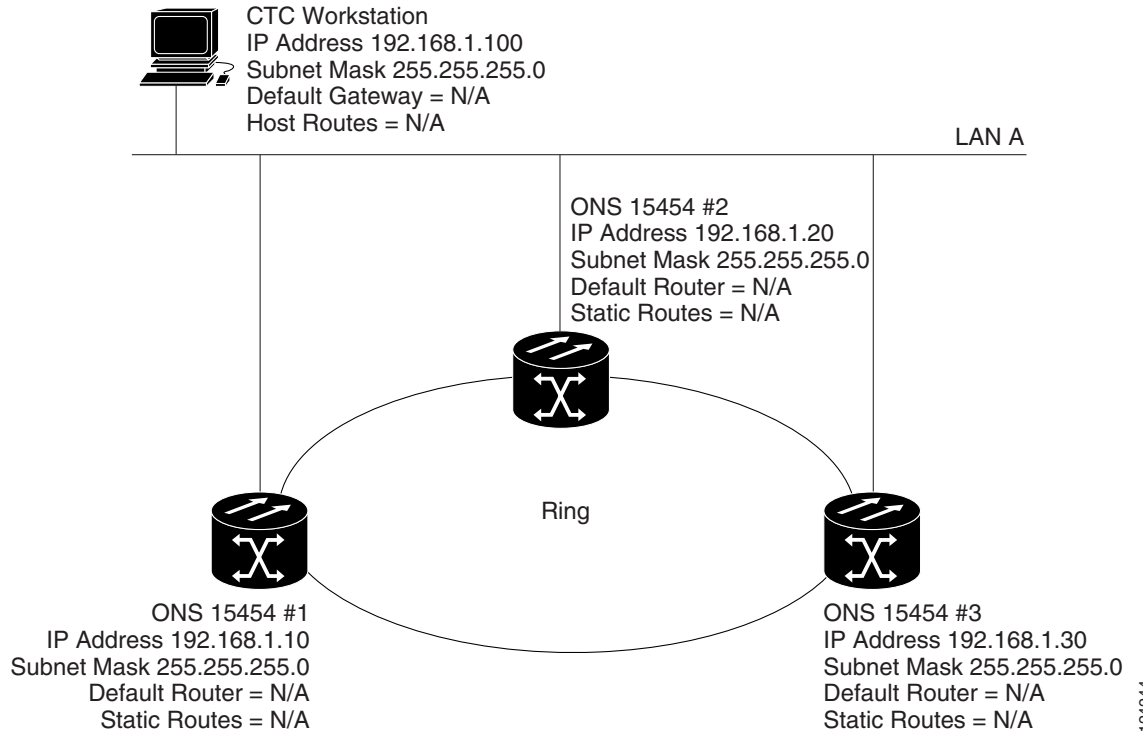 CTC Workstation
IP Address 192.168.1.100
Subnet Mask 255.255.255.0
Default Gateway = N/A
Host Routes = N/A
LAN A
ONS 15454 #2
IP Address 192.168.1.20
Subnet Mask 255.255.255.0
Default Router = N/A
Static Routes = N/A
Ring
ONS 15454 #1
IP Address 192.168.1.10
Subnet Mask 255.255.255.0
Default Router = N/A
Static Routes = N/A
ONS 15454 #3
IP Address 192.168.1.30
Subnet Mask 255.255.255.0
Default Router = N/A
Static Routes = N/A